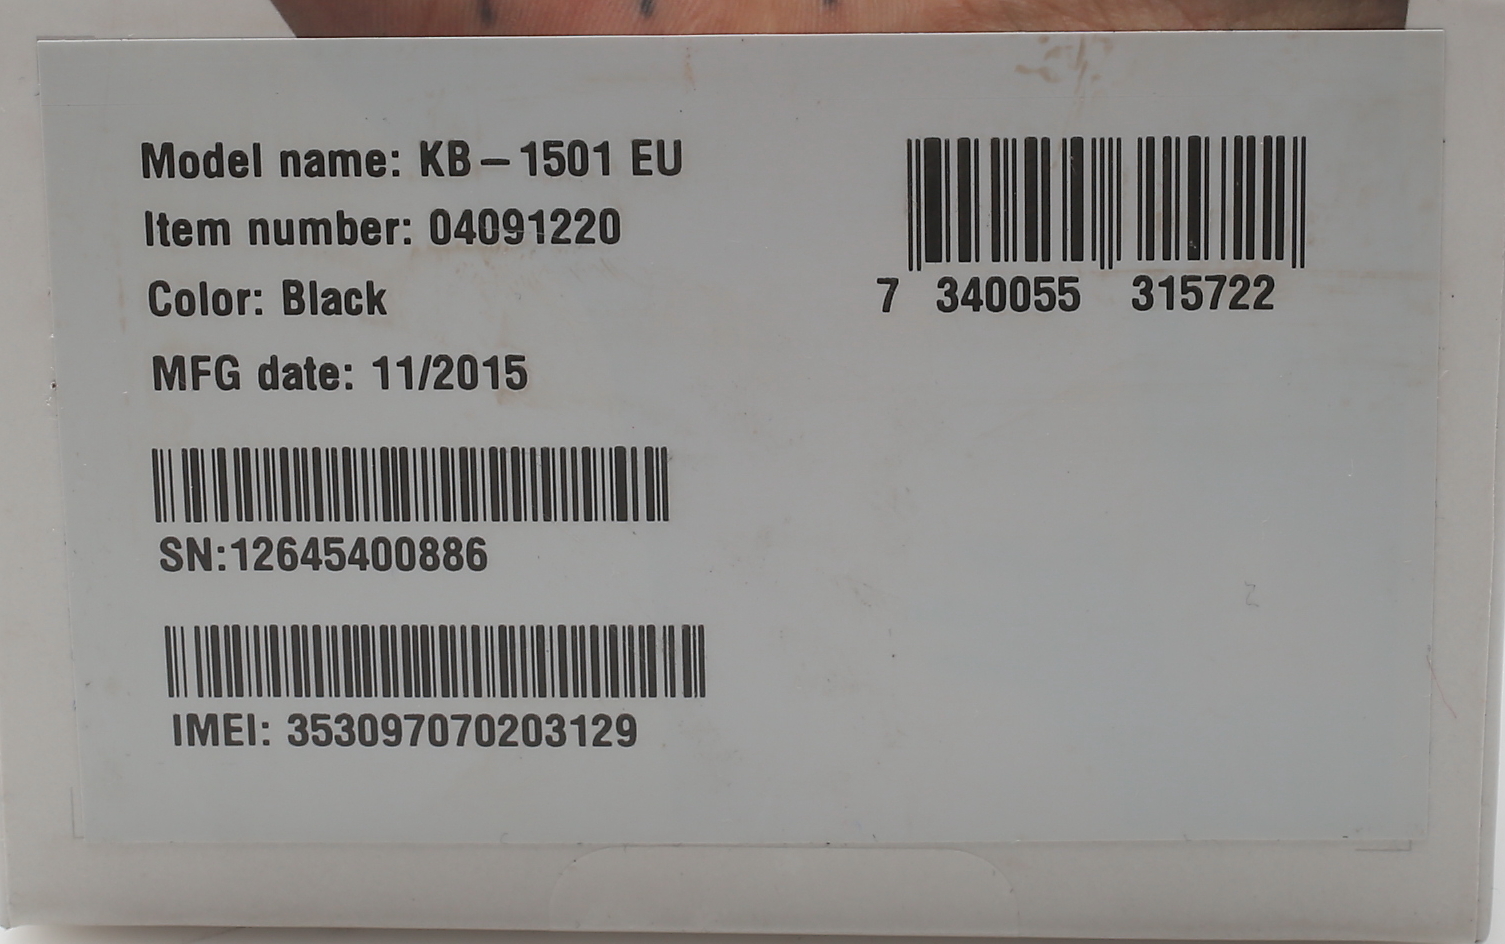 Model name: KB–1501 EU
Item number: 04091220
Color: Black
MFG date: 11/2015
7 340055 315722
SN:12645400886
IMEI: 353097070203129